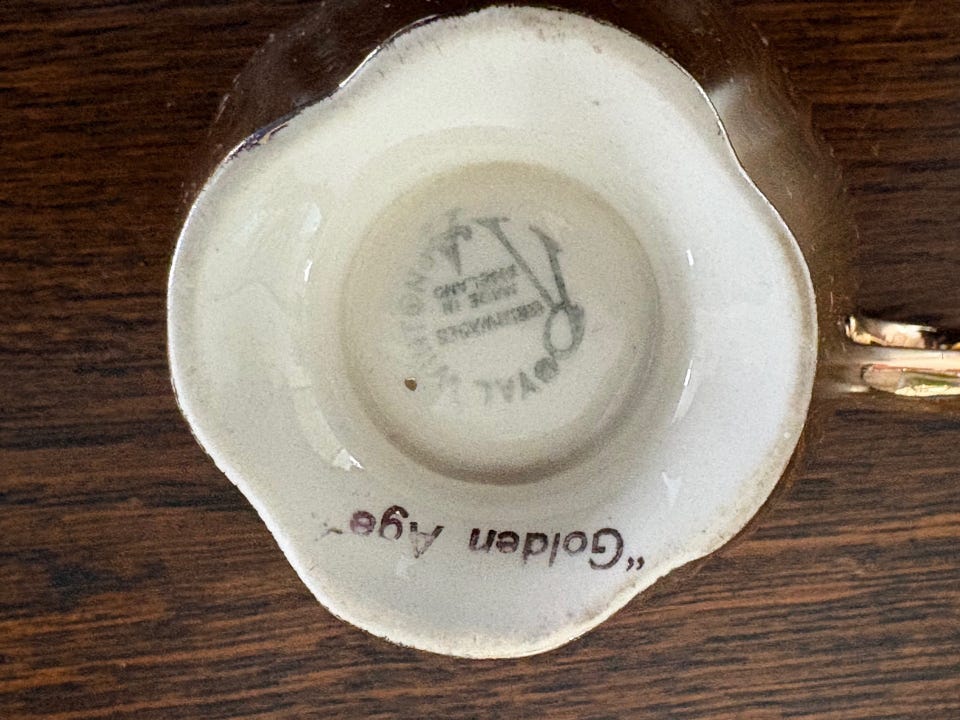 ROYAL WINTON
GRIMWADES
MADE IN
ENGLAND
"Golden Age"